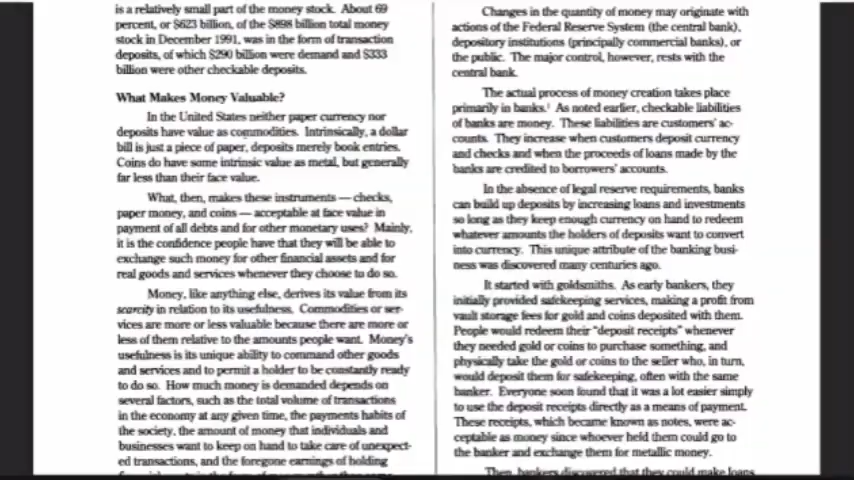 is a relatively small part of the money stock. About 69
percent, or $623 billion, of the $898 billion total money
stock in December 1991, was in the form of transaction
deposits, of which $290 billion were demand and $333
billion were other checkable deposits.
What Makes Money Valuable?
In the United States neither paper currency nor
deposits have value as commodities. Intrinsically, a dollar
bill is just a piece of paper, deposits merely book entries.
Coins do have some intrinsic value as metal, but generally
far less than their face value.
What, then, makes these instruments — checks,
paper money, and coins — acceptable at face value in
payment of all debts and for other monetary uses? Mainly,
it is the confidence people have that they will be able to
exchange such money for other financial assets and for
real goods and services whenever they choose to do so.
Money, like anything else, derives its value from its
scarcity in relation to its usefulness. Commodities or ser-
vices are more or less valuable because there are more or
less of them relative to the amounts people want. Money's
usefulness is its unique ability to command other goods
and services and to permit a holder to be constantly ready
to do so. How much money is demanded depends on
several factors, such as the total volume of transactions
in the economy at any given time, the payments habits of
the society, the amount of money that individuals and
businesses want to keep on hand to take care of unexpect-
ed transactions, and the foregone earnings of holding
Changes in the quantity of money may originate with
actions of the Federal Reserve System (the central bank),
depository institutions (principally commercial banks), or
the public. The major control, however, rests with the
central bank.
The actual process of money creation takes place
primarily in banks.¹ As noted earlier, checkable liabilities
of banks are money. These liabilities are customers' ac-
counts. They increase when customers deposit currency
and checks and when the proceeds of loans made by the
banks are credited to borrowers' accounts.
In the absence of legal reserve requirements, banks
can build up deposits by increasing loans and investments
so long as they keep enough currency on hand to redeem
whatever amounts the holders of deposits want to convert
into currency. This unique attribute of the banking busi-
ness was discovered many centuries ago.
It started with goldsmiths. As early bankers, they
initially provided safekeeping services, making a profit from
vault storage fees for gold and coins deposited with them.
People would redeem their "deposit receipts" whenever
they needed gold or coins to purchase something, and
physically take the gold or coins to the seller who, in turn,
would deposit them for safekeeping, often with the same
banker. Everyone soon found that it was a lot easier simply
to use the deposit receipts directly as a means of payment.
These receipts, which became known as notes, were ac-
ceptable as money since whoever held them could go to
the banker and exchange them for metallic money.
Then, bankers discovered that they could make loans